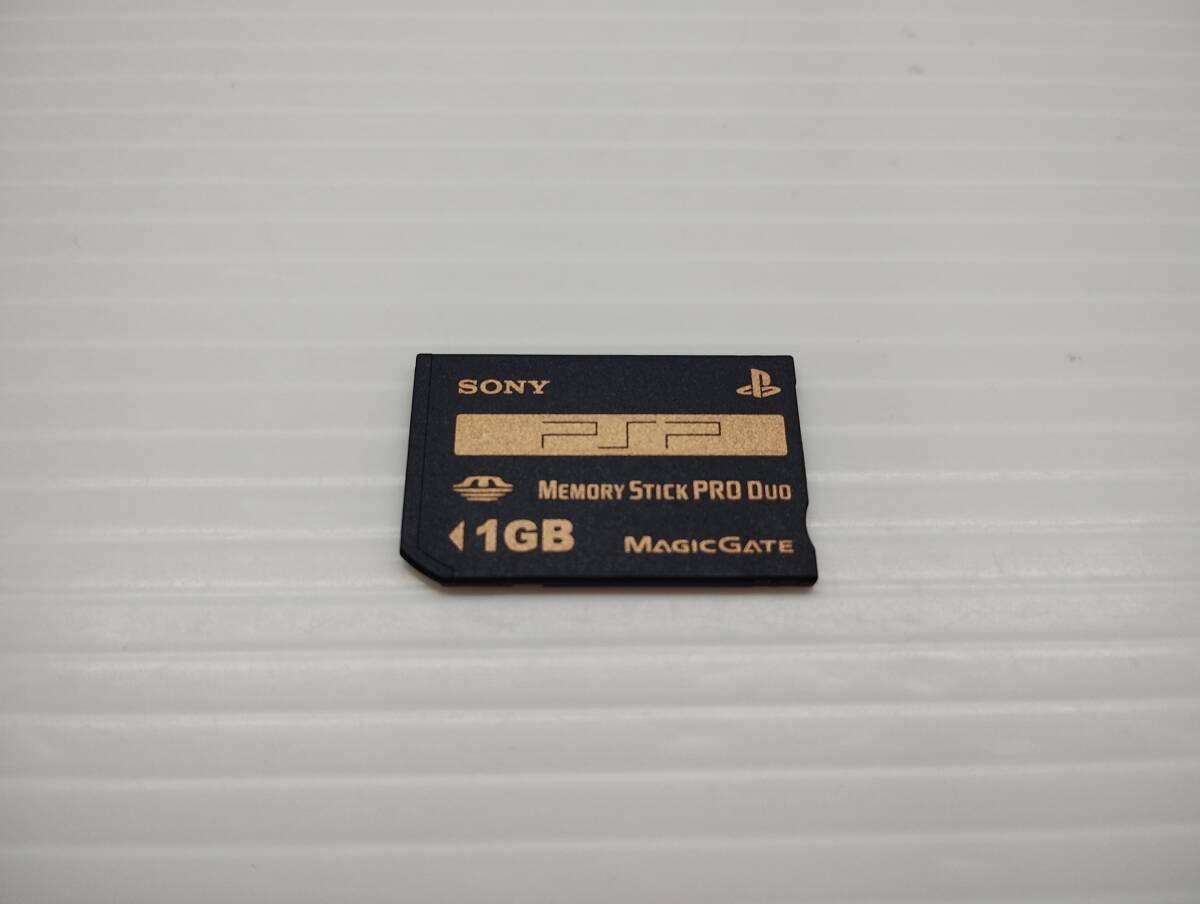 SONY
PSP
MEMORY STICK PRO DUO
1GB MAGICGATE